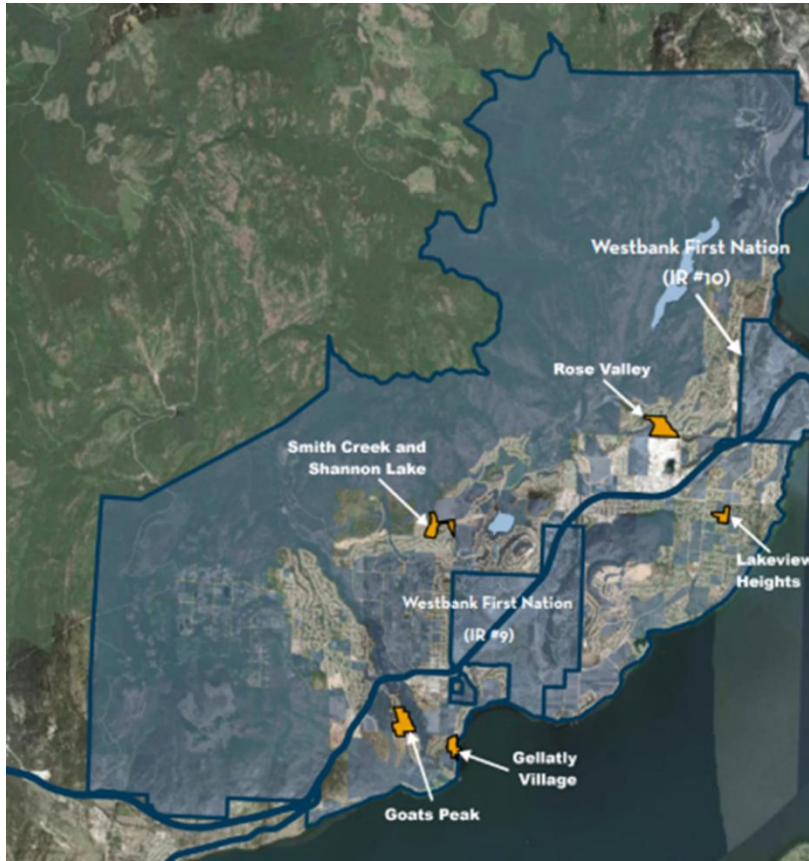 Westbank First Nation
(IR #10)
Rose Valley
Smith Creek and
Shannon Lake
Lakeview
Heights
Westbank First Nation
(IR #9)
Gellatly
Village
Goats Peak